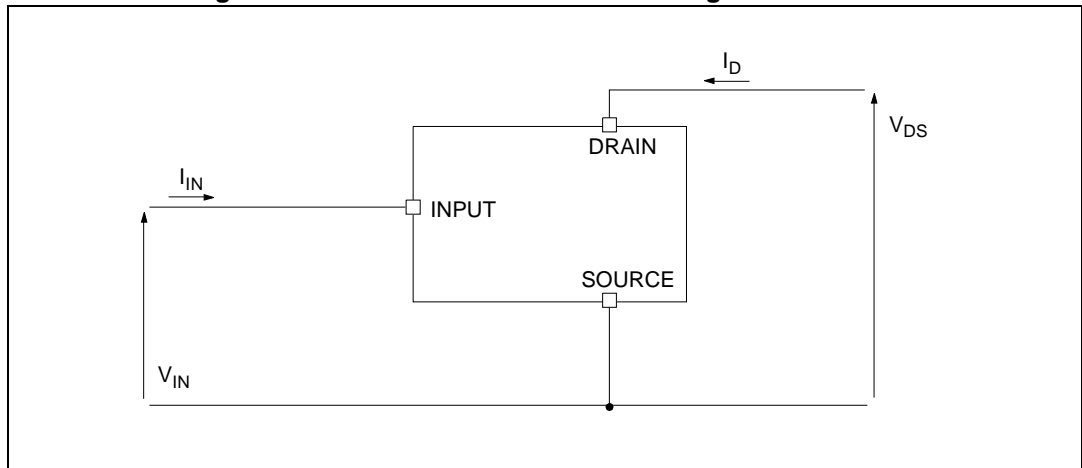 I_D
V_DS
DRAIN
I_IN
INPUT
SOURCE
V_IN